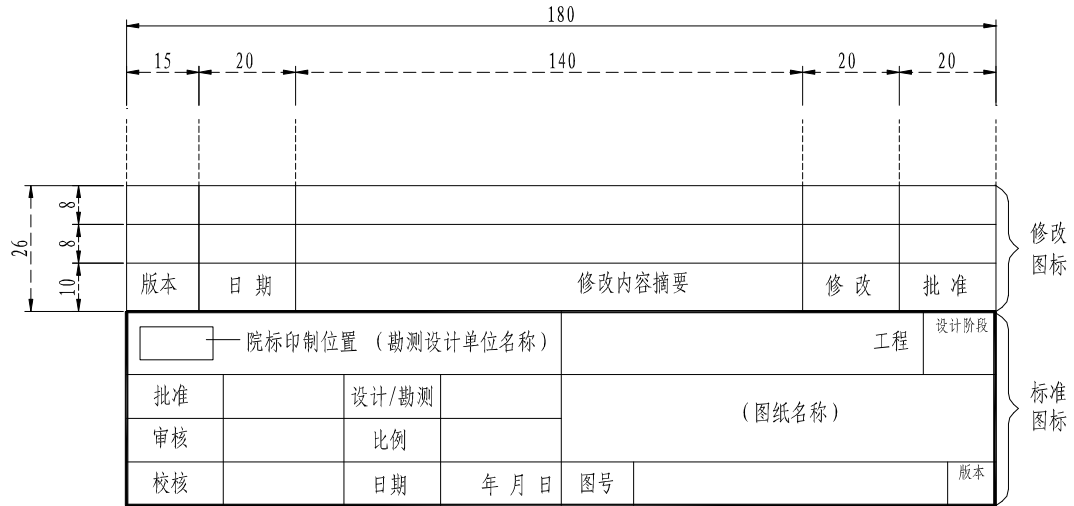 180
15 20 140 20 20
8
8
26
10
版本 日期 修改内容摘要 修改 批准
修改
图标
院标印制位置 （勘测设计单位名称） 工程 设计阶段
批准 设计/勘测
（图纸名称）
标准
图标
审核 比例
校核 日期 年 月 日 图号 版本